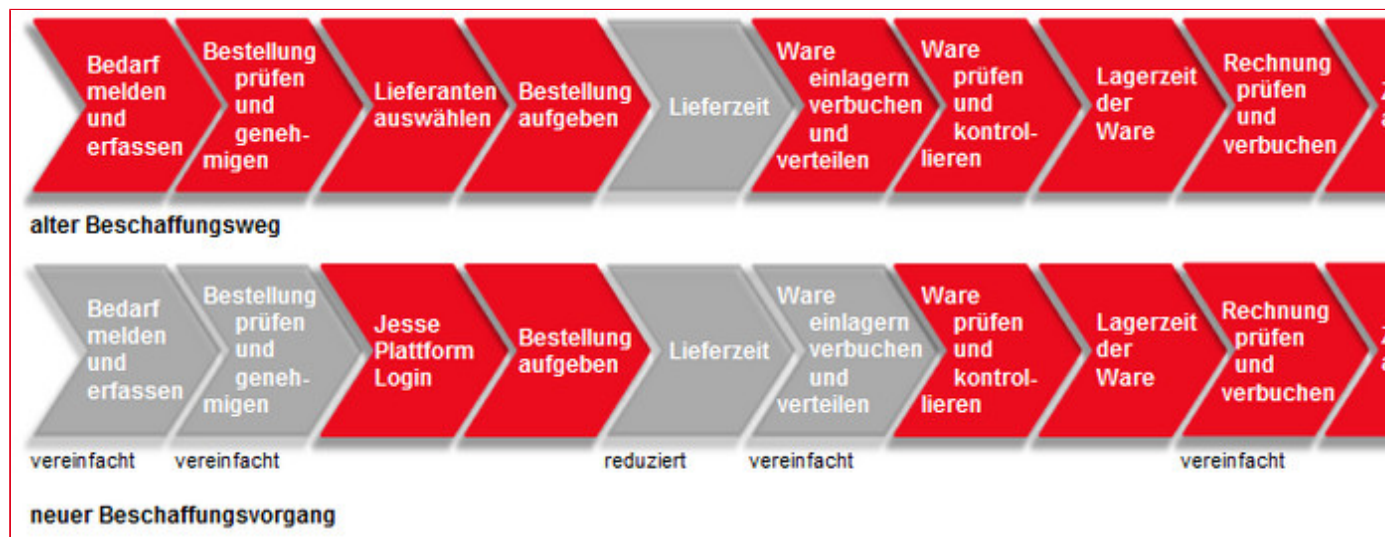 Bedarf
melden
und
erfassen
Bestellung
prüfen
und
geneh-
migen
Lieferanten
auswählen
Bestellung
aufgeben
Lieferzeit
Ware
einlagern
verbuchen
und
verteilen
Ware
prüfen
und
kontrol-
lieren
Lagerzeit
der
Ware
Rechnung
prüfen
und
verbuchen
alter Beschaffungsweg
Bedarf
melden
und
erfassen
Bestellung
prüfen
und
geneh-
migen
Jesse
Plattform
Login
Bestellung
aufgeben
Lieferzeit
Ware
einlagern
verbuchen
und
verteilen
Ware
prüfen
und
kontrol-
lieren
Lagerzeit
der
Ware
Rechnung
prüfen
und
verbuchen
vereinfacht
vereinfacht
reduziert
vereinfacht
vereinfacht
neuer Beschaffungsvorgang